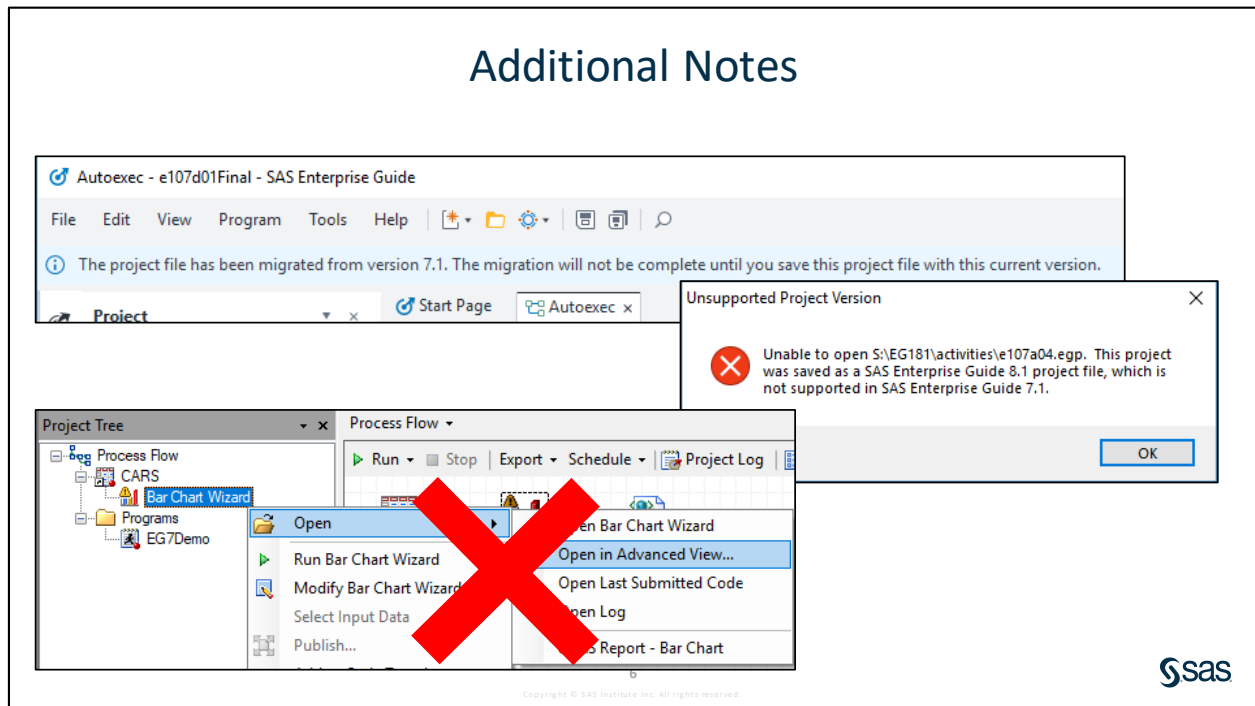 Additional Notes
Autoexec - e107d01Final - SAS Enterprise Guide
File Edit View Program Tools Help
The project file has been migrated from version 7.1. The migration will not be complete until you save this project file with this current version.
Project
Start Page Autoexec
Unsupported Project Version
Unable to open S:\EG181\activities\e107a04.egp. This project
was saved as a SAS Enterprise Guide 8.1 project file, which is
not supported in SAS Enterprise Guide 7.1.
OK
Project Tree
Process Flow
CARS
Bar Chart Wizard
Programs
EG7Demo
Process Flow
Run Stop Export Schedule Project Log
Open
Run Bar Chart Wizard
Modify Bar Chart Wizard
Select Input Data
Publish...
Open Bar Chart Wizard
Open in Advanced View...
Open Last Submitted Code
Open Log
Report - Bar Chart
6
Copyright © SAS Institute Inc. All rights reserved.
sas